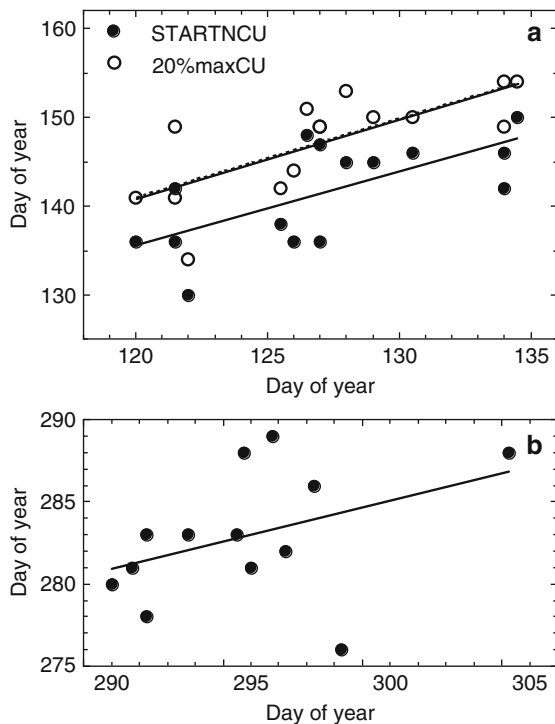 STARTNCU
20%maxCU
a
160
150
140
130
Day of year
120 125 130 135
Day of year
b
290
285
280
275
Day of year
290 295 300 305
Day of year